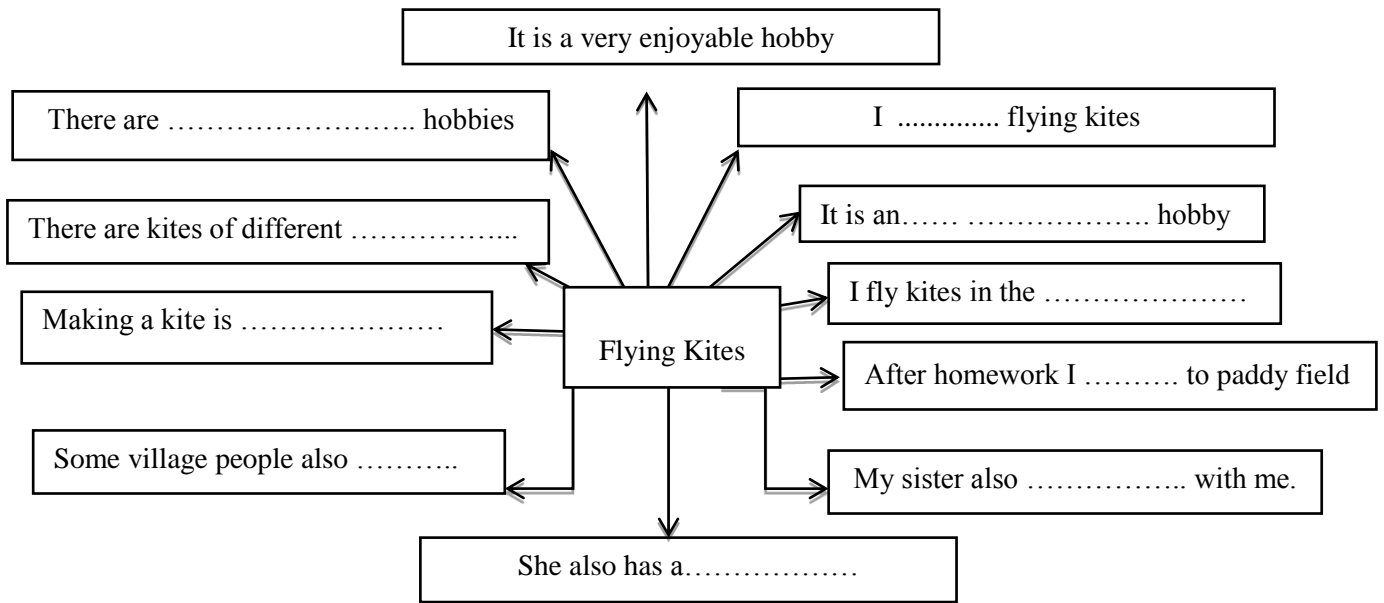 It is a very enjoyable hobby
There are …………………….. hobbies
I .............. flying kites
There are kites of different ……………...
It is an…… ………………… hobby
Making a kite is …………………
I fly kites in the …………………
Flying Kites
After homework I ………. to paddy field
Some village people also ………..
My sister also …………….. with me.
She also has a………………